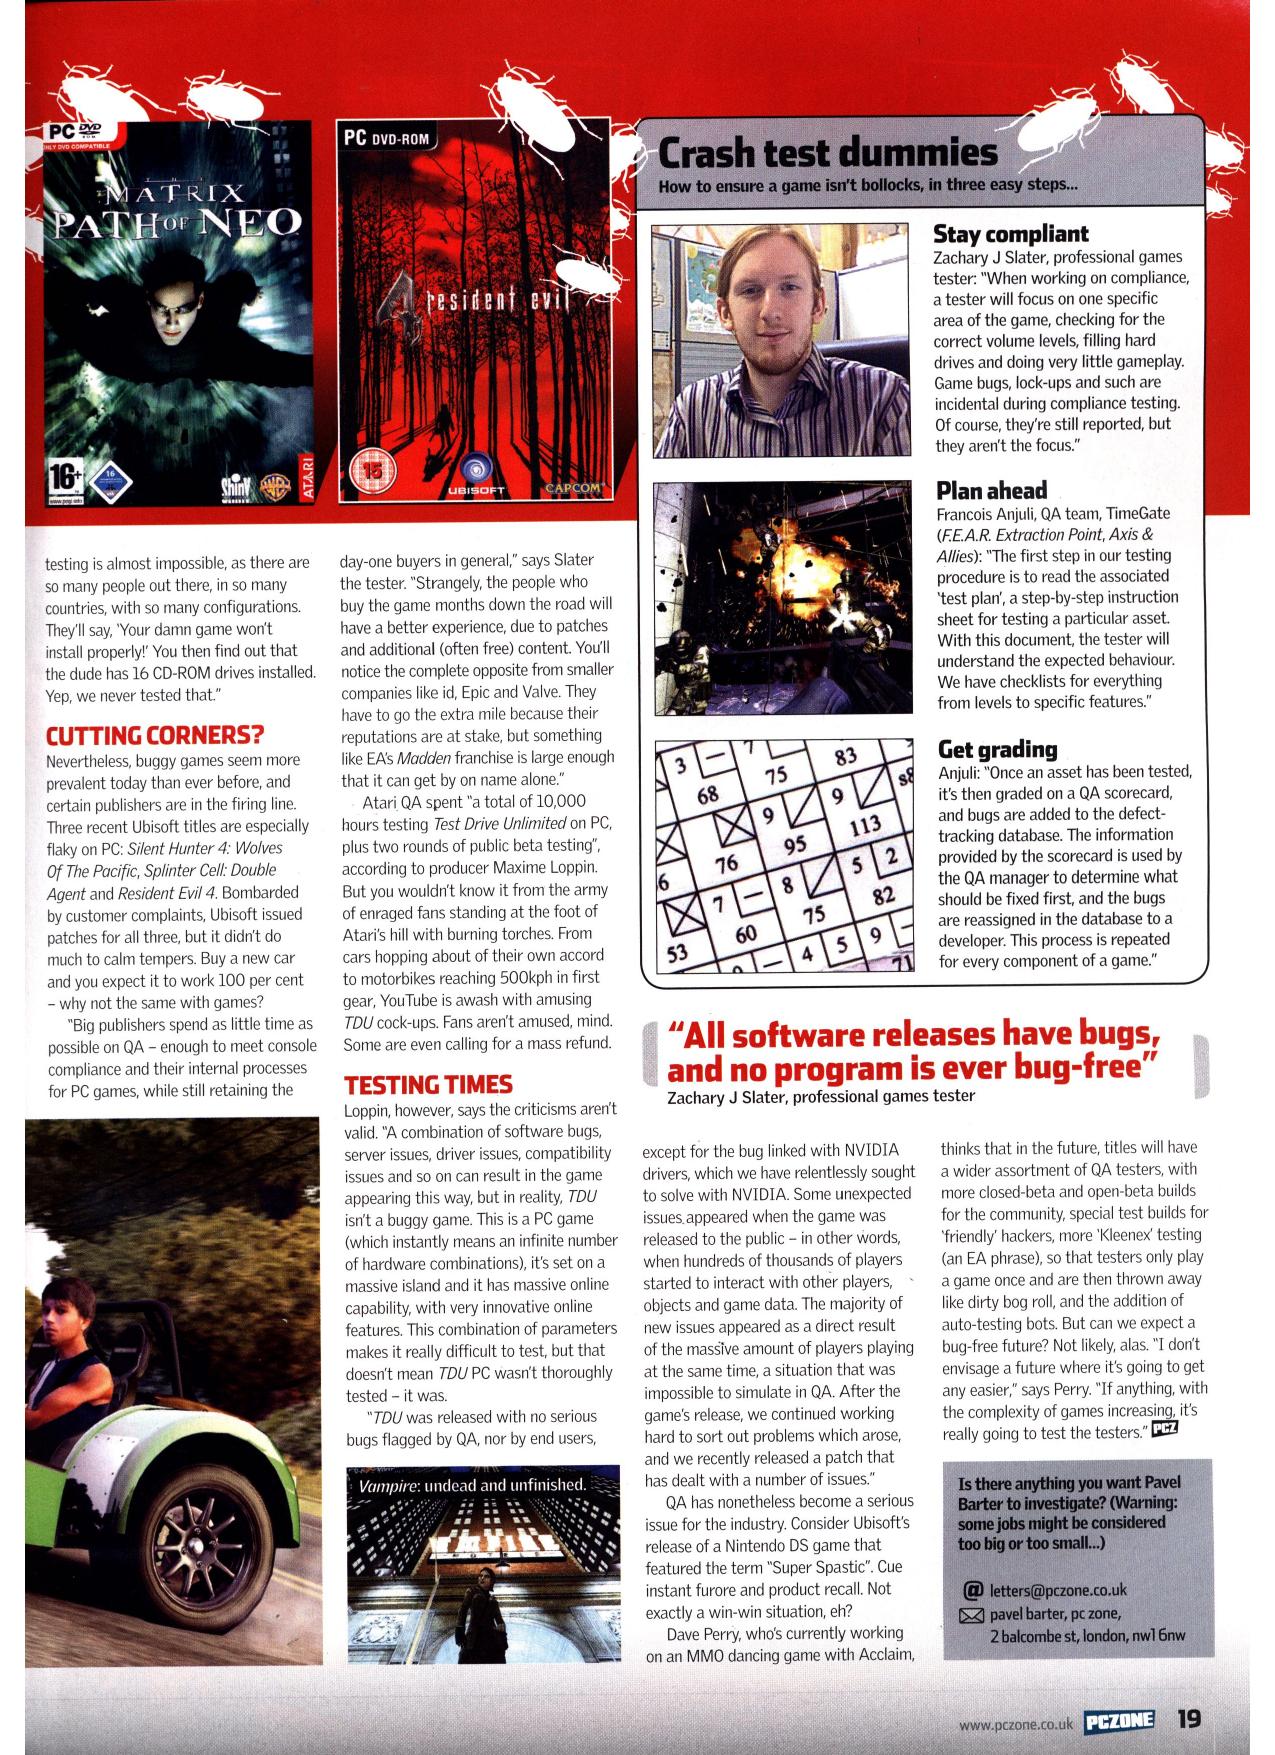 PC DVD ROM
ONLY DVD COMPATIBLE
THE
MATRIX
PATH OF NEO
16+
www.pegi.info
16
Shiny
WB
ATARI
PC DVD-ROM
resident evil
4
15
UBISOFT
CAPCOM
testing is almost impossible, as there are
so many people out there, in so many
countries, with so many configurations.
They'll say, 'Your damn game won't
install properly!' You then find out that
the dude has 16 CD-ROM drives installed.
Yep, we never tested that."
CUTTING CORNERS?
Nevertheless, buggy games seem more
prevalent today than ever before, and
certain publishers are in the firing line.
Three recent Ubisoft titles are especially
flaky on PC: Silent Hunter 4: Wolves
Of The Pacific, Splinter Cell: Double
Agent and Resident Evil 4. Bombarded
by customer complaints, Ubisoft issued
patches for all three, but it didn't do
much to calm tempers. Buy a new car
and you expect it to work 100 per cent
– why not the same with games?
"Big publishers spend as little time as
possible on QA – enough to meet console
compliance and their internal processes
for PC games, while still retaining the
day-one buyers in general," says Slater
the tester. "Strangely, the people who
buy the game months down the road will
have a better experience, due to patches
and additional (often free) content. You'll
notice the complete opposite from smaller
companies like id, Epic and Valve. They
have to go the extra mile because their
reputations are at stake, but something
like EA's Madden franchise is large enough
that it can get by on name alone."
Atari QA spent "a total of 10,000
hours testing Test Drive Unlimited on PC,
plus two rounds of public beta testing",
according to producer Maxime Loppin.
But you wouldn't know it from the army
of enraged fans standing at the foot of
Atari's hill with burning torches. From
cars hopping about of their own accord
to motorbikes reaching 500kph in first
gear, YouTube is awash with amusing
TDU cock-ups. Fans aren't amused, mind.
Some are even calling for a mass refund.
TESTING TIMES
Loppin, however, says the criticisms aren't
valid. "A combination of software bugs,
server issues, driver issues, compatibility
issues and so on can result in the game
appearing this way, but in reality, TDU
isn't a buggy game. This is a PC game
(which instantly means an infinite number
of hardware combinations), it's set on a
massive island and it has massive online
capability, with very innovative online
features. This combination of parameters
makes it really difficult to test, but that
doesn't mean TDU PC wasn't thoroughly
tested – it was.
"TDU was released with no serious
bugs flagged by QA, nor by end users,
Vampire: undead and unfinished.
Crash test dummies
How to ensure a game isn't bollocks, in three easy steps...
Stay compliant
Zachary J Slater, professional games
tester: "When working on compliance,
a tester will focus on one specific
area of the game, checking for the
correct volume levels, filling hard
drives and doing very little gameplay.
Game bugs, lock-ups and such are
incidental during compliance testing.
Of course, they're still reported, but
they aren't the focus."
Plan ahead
Francois Anjuli, QA team, TimeGate
(F.E.A.R. Extraction Point, Axis &
Allies): "The first step in our testing
procedure is to read the associated
'test plan', a step-by-step instruction
sheet for testing a particular asset.
With this document, the tester will
understand the expected behaviour.
We have checklists for everything
from levels to specific features."
3 – 7 75 83
68 9 9
76 95 113
6 7 – 8 5 2
53 60 75 82
– 4 5 9 – 71
Get grading
Anjuli: "Once an asset has been tested,
it's then graded on a QA scorecard,
and bugs are added to the defect-
tracking database. The information
provided by the scorecard is used by
the QA manager to determine what
should be fixed first, and the bugs
are reassigned in the database to a
developer. This process is repeated
for every component of a game."
"All software releases have bugs,
and no program is ever bug-free"
Zachary J Slater, professional games tester
except for the bug linked with NVIDIA
drivers, which we have relentlessly sought
to solve with NVIDIA. Some unexpected
issues appeared when the game was
released to the public – in other words,
when hundreds of thousands of players
started to interact with other players,
objects and game data. The majority of
new issues appeared as a direct result
of the massive amount of players playing
at the same time, a situation that was
impossible to simulate in QA. After the
game's release, we continued working
hard to sort out problems which arose,
and we recently released a patch that
has dealt with a number of issues."
QA has nonetheless become a serious
issue for the industry. Consider Ubisoft's
release of a Nintendo DS game that
featured the term "Super Spastic". Cue
instant furore and product recall. Not
exactly a win-win situation, eh?
Dave Perry, who's currently working
on an MMO dancing game with Acclaim,
thinks that in the future, titles will have
a wider assortment of QA testers, with
more closed-beta and open-beta builds
for the community, special test builds for
'friendly' hackers, more 'Kleenex' testing
(an EA phrase), so that testers only play
a game once and are then thrown away
like dirty bog roll, and the addition of
auto-testing bots. But can we expect a
bug-free future? Not likely, alas. "I don't
envisage a future where it's going to get
any easier," says Perry. "If anything, with
the complexity of games increasing, it's
really going to test the testers." PCZ
Is there anything you want Pavel
Barter to investigate? (Warning:
some jobs might be considered
too big or too small...)
@ letters@pczone.co.uk
pavel barter, pc zone,
2 balcombe st, london, nw1 6nw
www.pczone.co.uk PCZONE 19